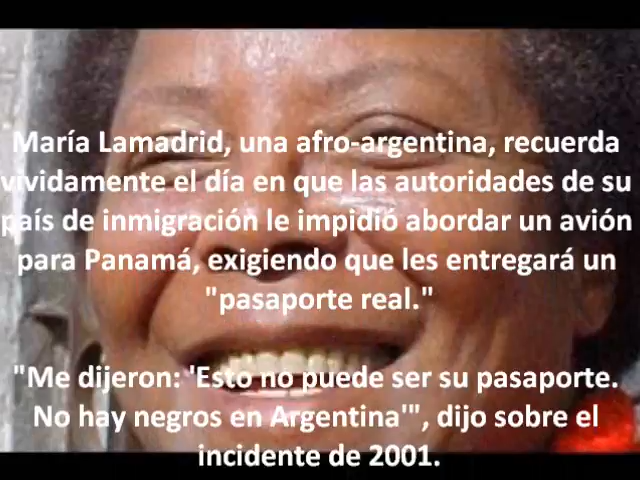 María Lamadrid, una afro-argentina, recuerda
vívidamente el día en que las autoridades de su
país de inmigración le impidió abordar un avión
para Panamá, exigiendo que les entregará un
"pasaporte real."
"Me dijeron: 'Esto no puede ser su pasaporte.
No hay negros en Argentina'", dijo sobre el
incidente de 2001.